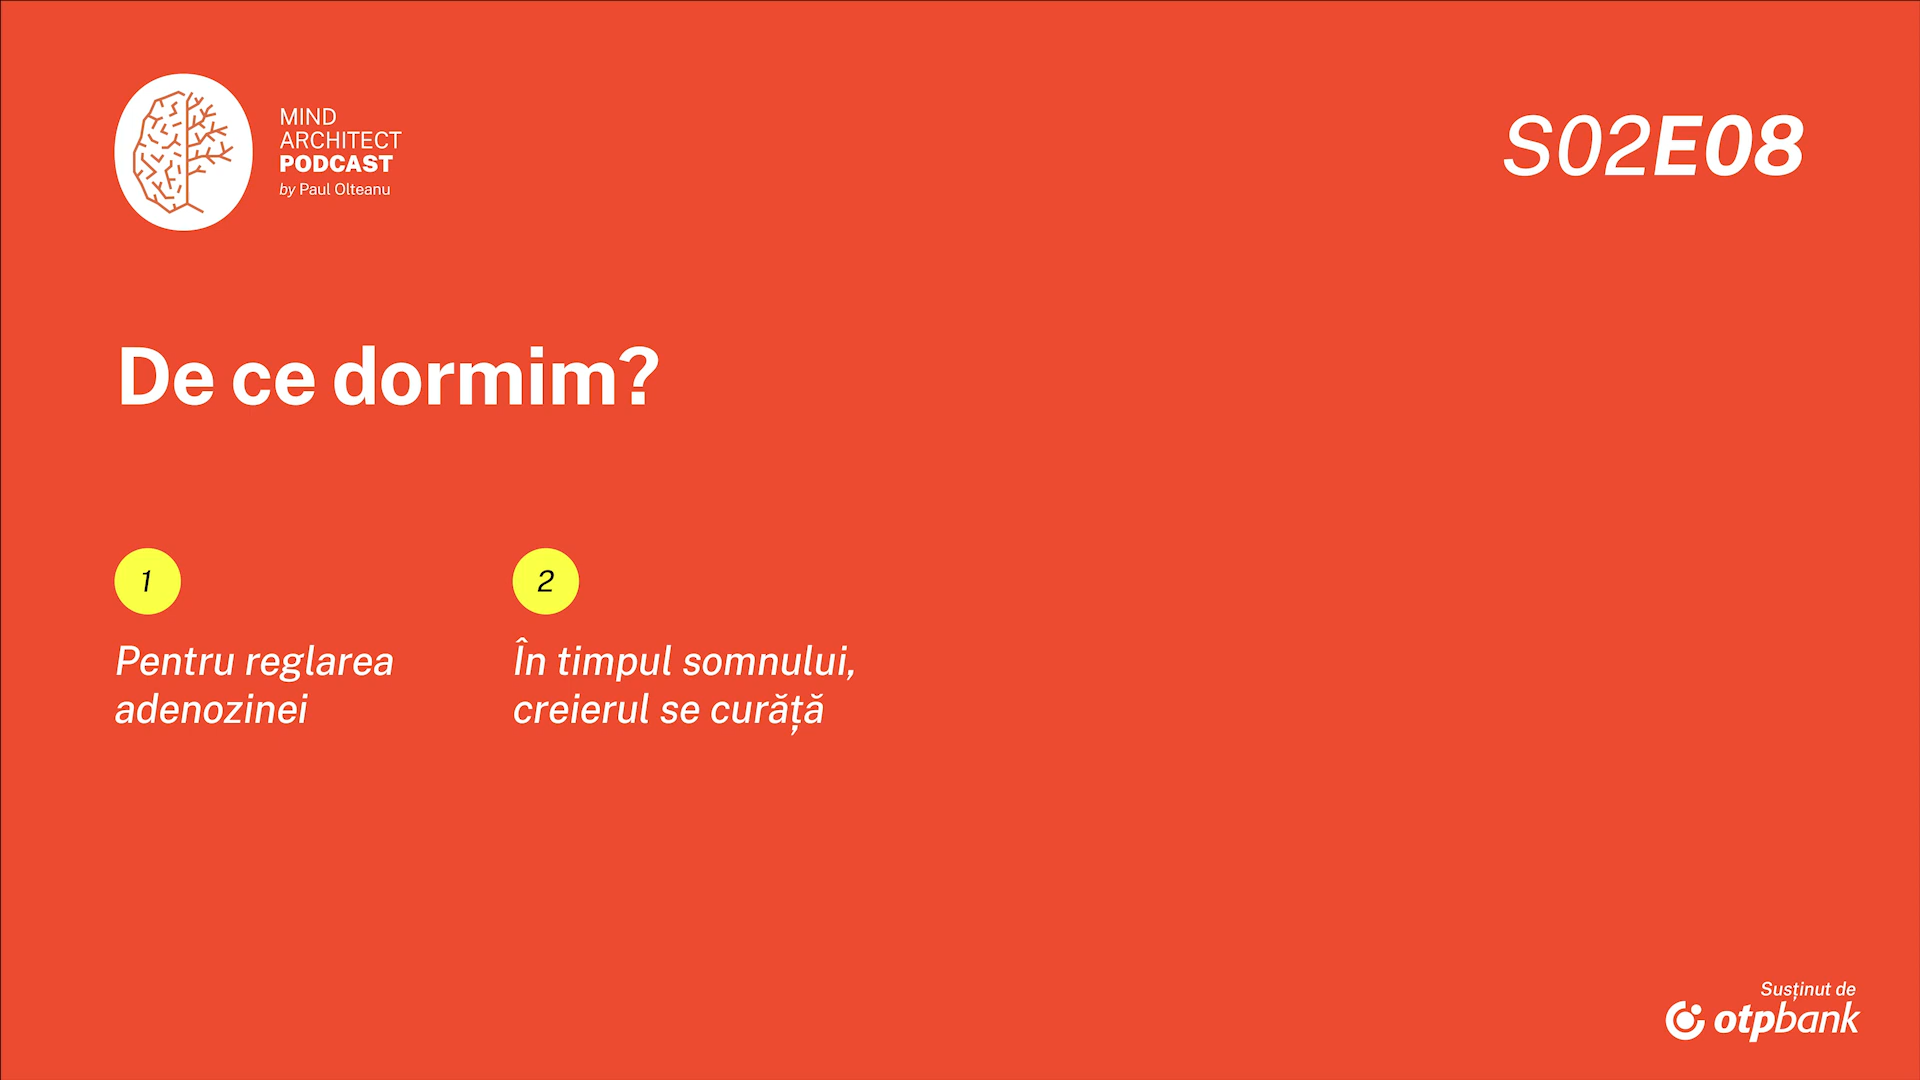 MIND
ARCHITECT
PODCAST
by Paul Olteanu
S02E08
De ce dormim?
1
Pentru reglarea
adenozinei
2
În timpul somnului,
creierul se curăță
Susținut de
otpbank